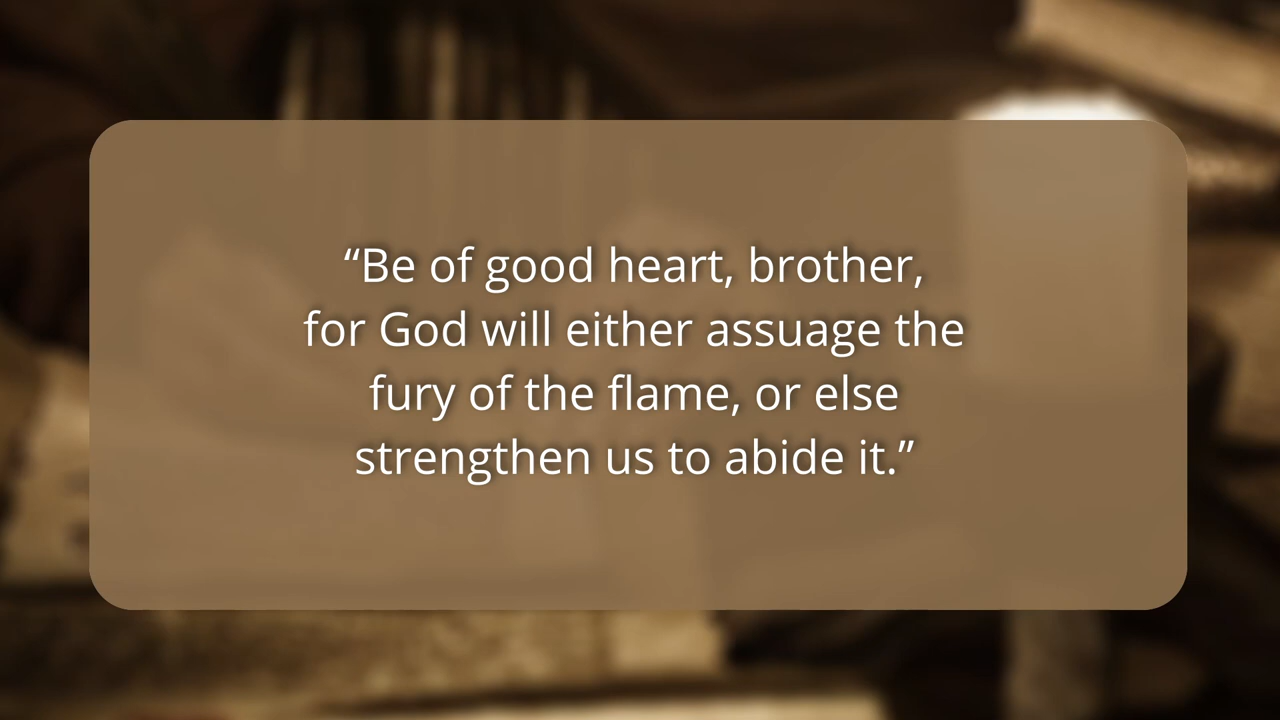 “Be of good heart, brother,
for God will either assuage the
fury of the flame, or else
strengthen us to abide it.”